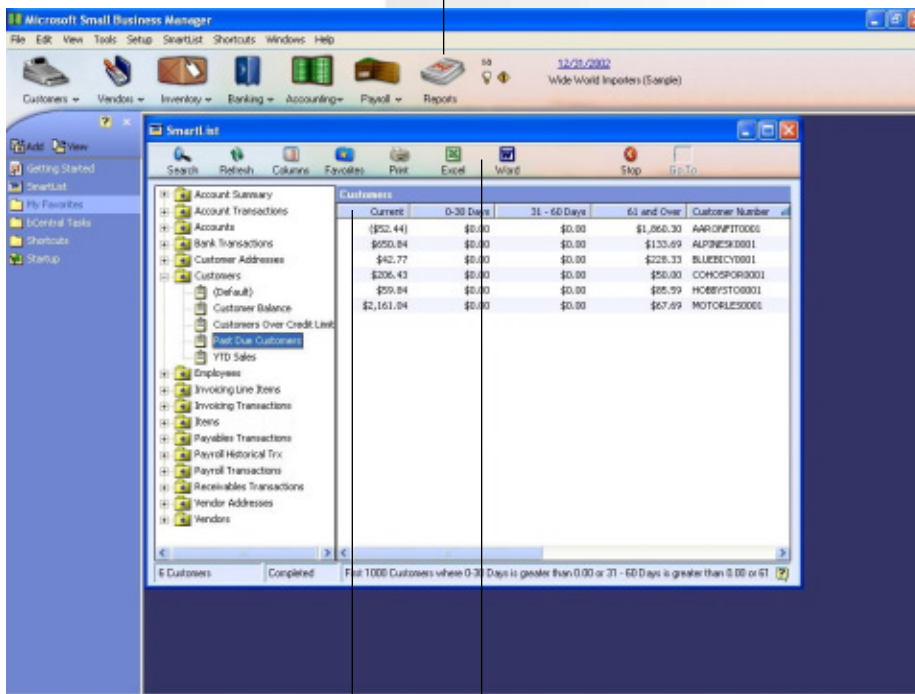 Microsoft Small Business Manager
File Edit View Tools Setup SmartList Shortcuts Windows Help
12/31/2002
Wide World Importers (Sample)
Customers Vendors Inventory Banking Accounting Payroll Reports
Add View
Getting Started
SmartList
My Favorites
bCentral Tasks
Shortcuts
Startup
SmartList
Search Refresh Columns Favorites Print Excel Word Stop Go To
Account Summary
Account Transactions
Accounts
Bank Transactions
Customer Addresses
Customers
(Default)
Customer Balance
Customers Over Credit Limit
Past Due Customers
YTD Sales
Employees
Invoicing Line Items
Invoicing Transactions
Items
Payables Transactions
Payroll Historical Trx
Payroll Transactions
Receivables Transactions
Vendor Addresses
Vendors
Customers
Current 0-30 Days 31 - 60 Days 61 and Over Customer Number
($52.44) $0.00 $0.00 $1,860.30 AARONFIT0001
$650.84 $0.00 $0.00 $133.69 ALPINESK0001
$42.77 $0.00 $0.00 $228.33 BLUEBICY0001
$206.43 $0.00 $0.00 $50.00 COHOSPOR0001
$59.84 $0.00 $0.00 $85.59 HOBBYSTO0001
$2,161.04 $0.00 $0.00 $67.69 MOTORLES0001
6 Customers Completed First 1000 Customers where 0-30 Days is greater than 0.00 or 31 - 60 Days is greater than 0.00 or 61